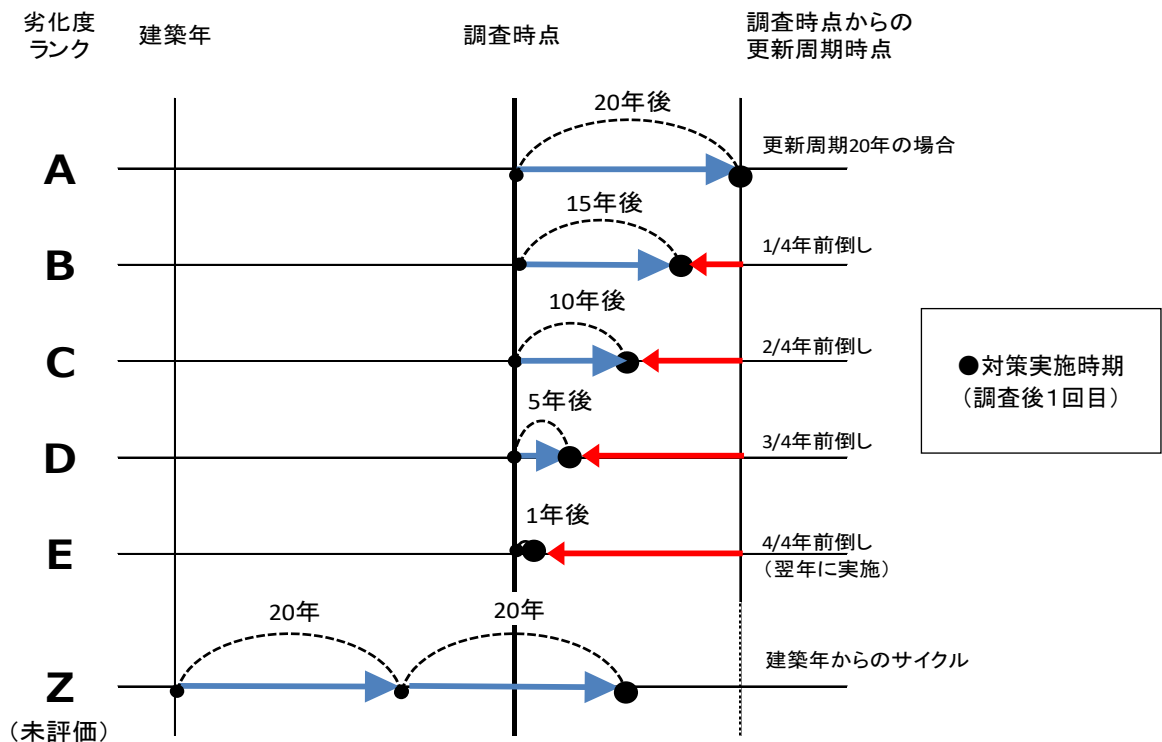 劣化度
ランク
建築年
調査時点
調査時点からの
更新周期時点
20年後
A
更新周期20年の場合
15年後
B
1/4年前倒し
10年後
C
2/4年前倒し
●対策実施時期
（調査後１回目）
5年後
D
3/4年前倒し
1年後
E
4/4年前倒し
（翌年に実施）
20年
20年
Z
建築年からのサイクル
（未評価）